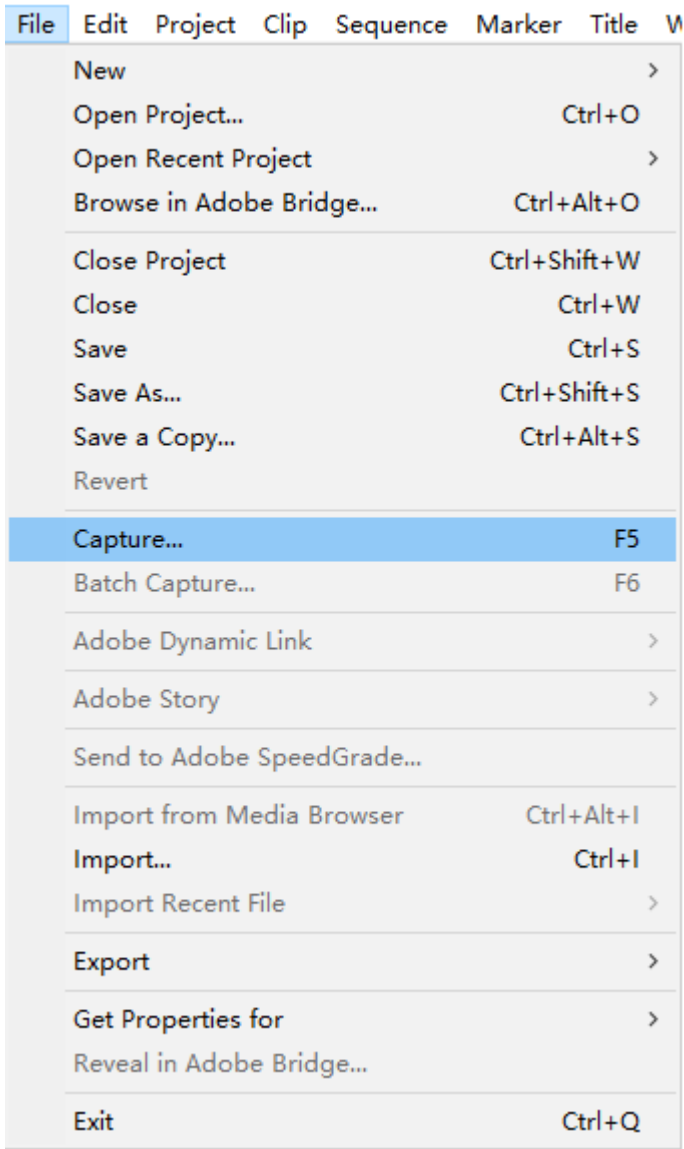 File Edit Project Clip Sequence Marker Title W
New >
Open Project... Ctrl+O
Open Recent Project >
Browse in Adobe Bridge... Ctrl+Alt+O
Close Project Ctrl+Shift+W
Close Ctrl+W
Save Ctrl+S
Save As... Ctrl+Shift+S
Save a Copy... Ctrl+Alt+S
Revert
Capture... F5
Batch Capture... F6
Adobe Dynamic Link >
Adobe Story >
Send to Adobe SpeedGrade...
Import from Media Browser Ctrl+Alt+I
Import... Ctrl+I
Import Recent File >
Export >
Get Properties for >
Reveal in Adobe Bridge...
Exit Ctrl+Q